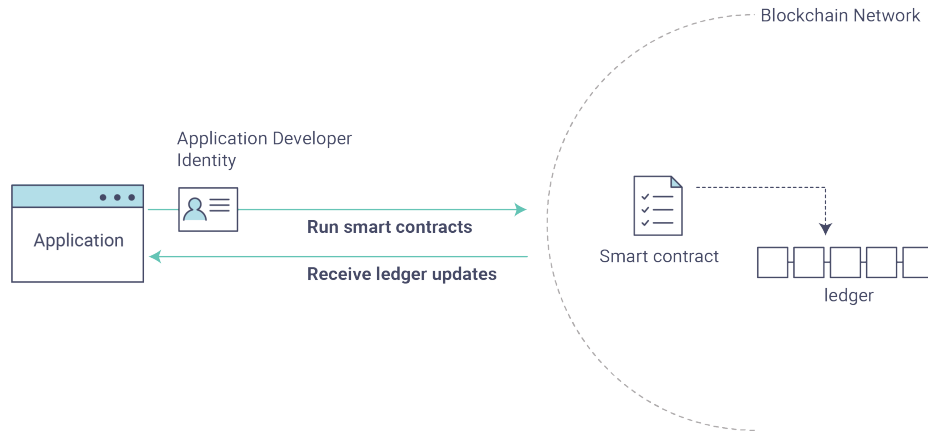 Blockchain Network
Application Developer
Identity
Application
Run smart contracts
Receive ledger updates
Smart contract
ledger